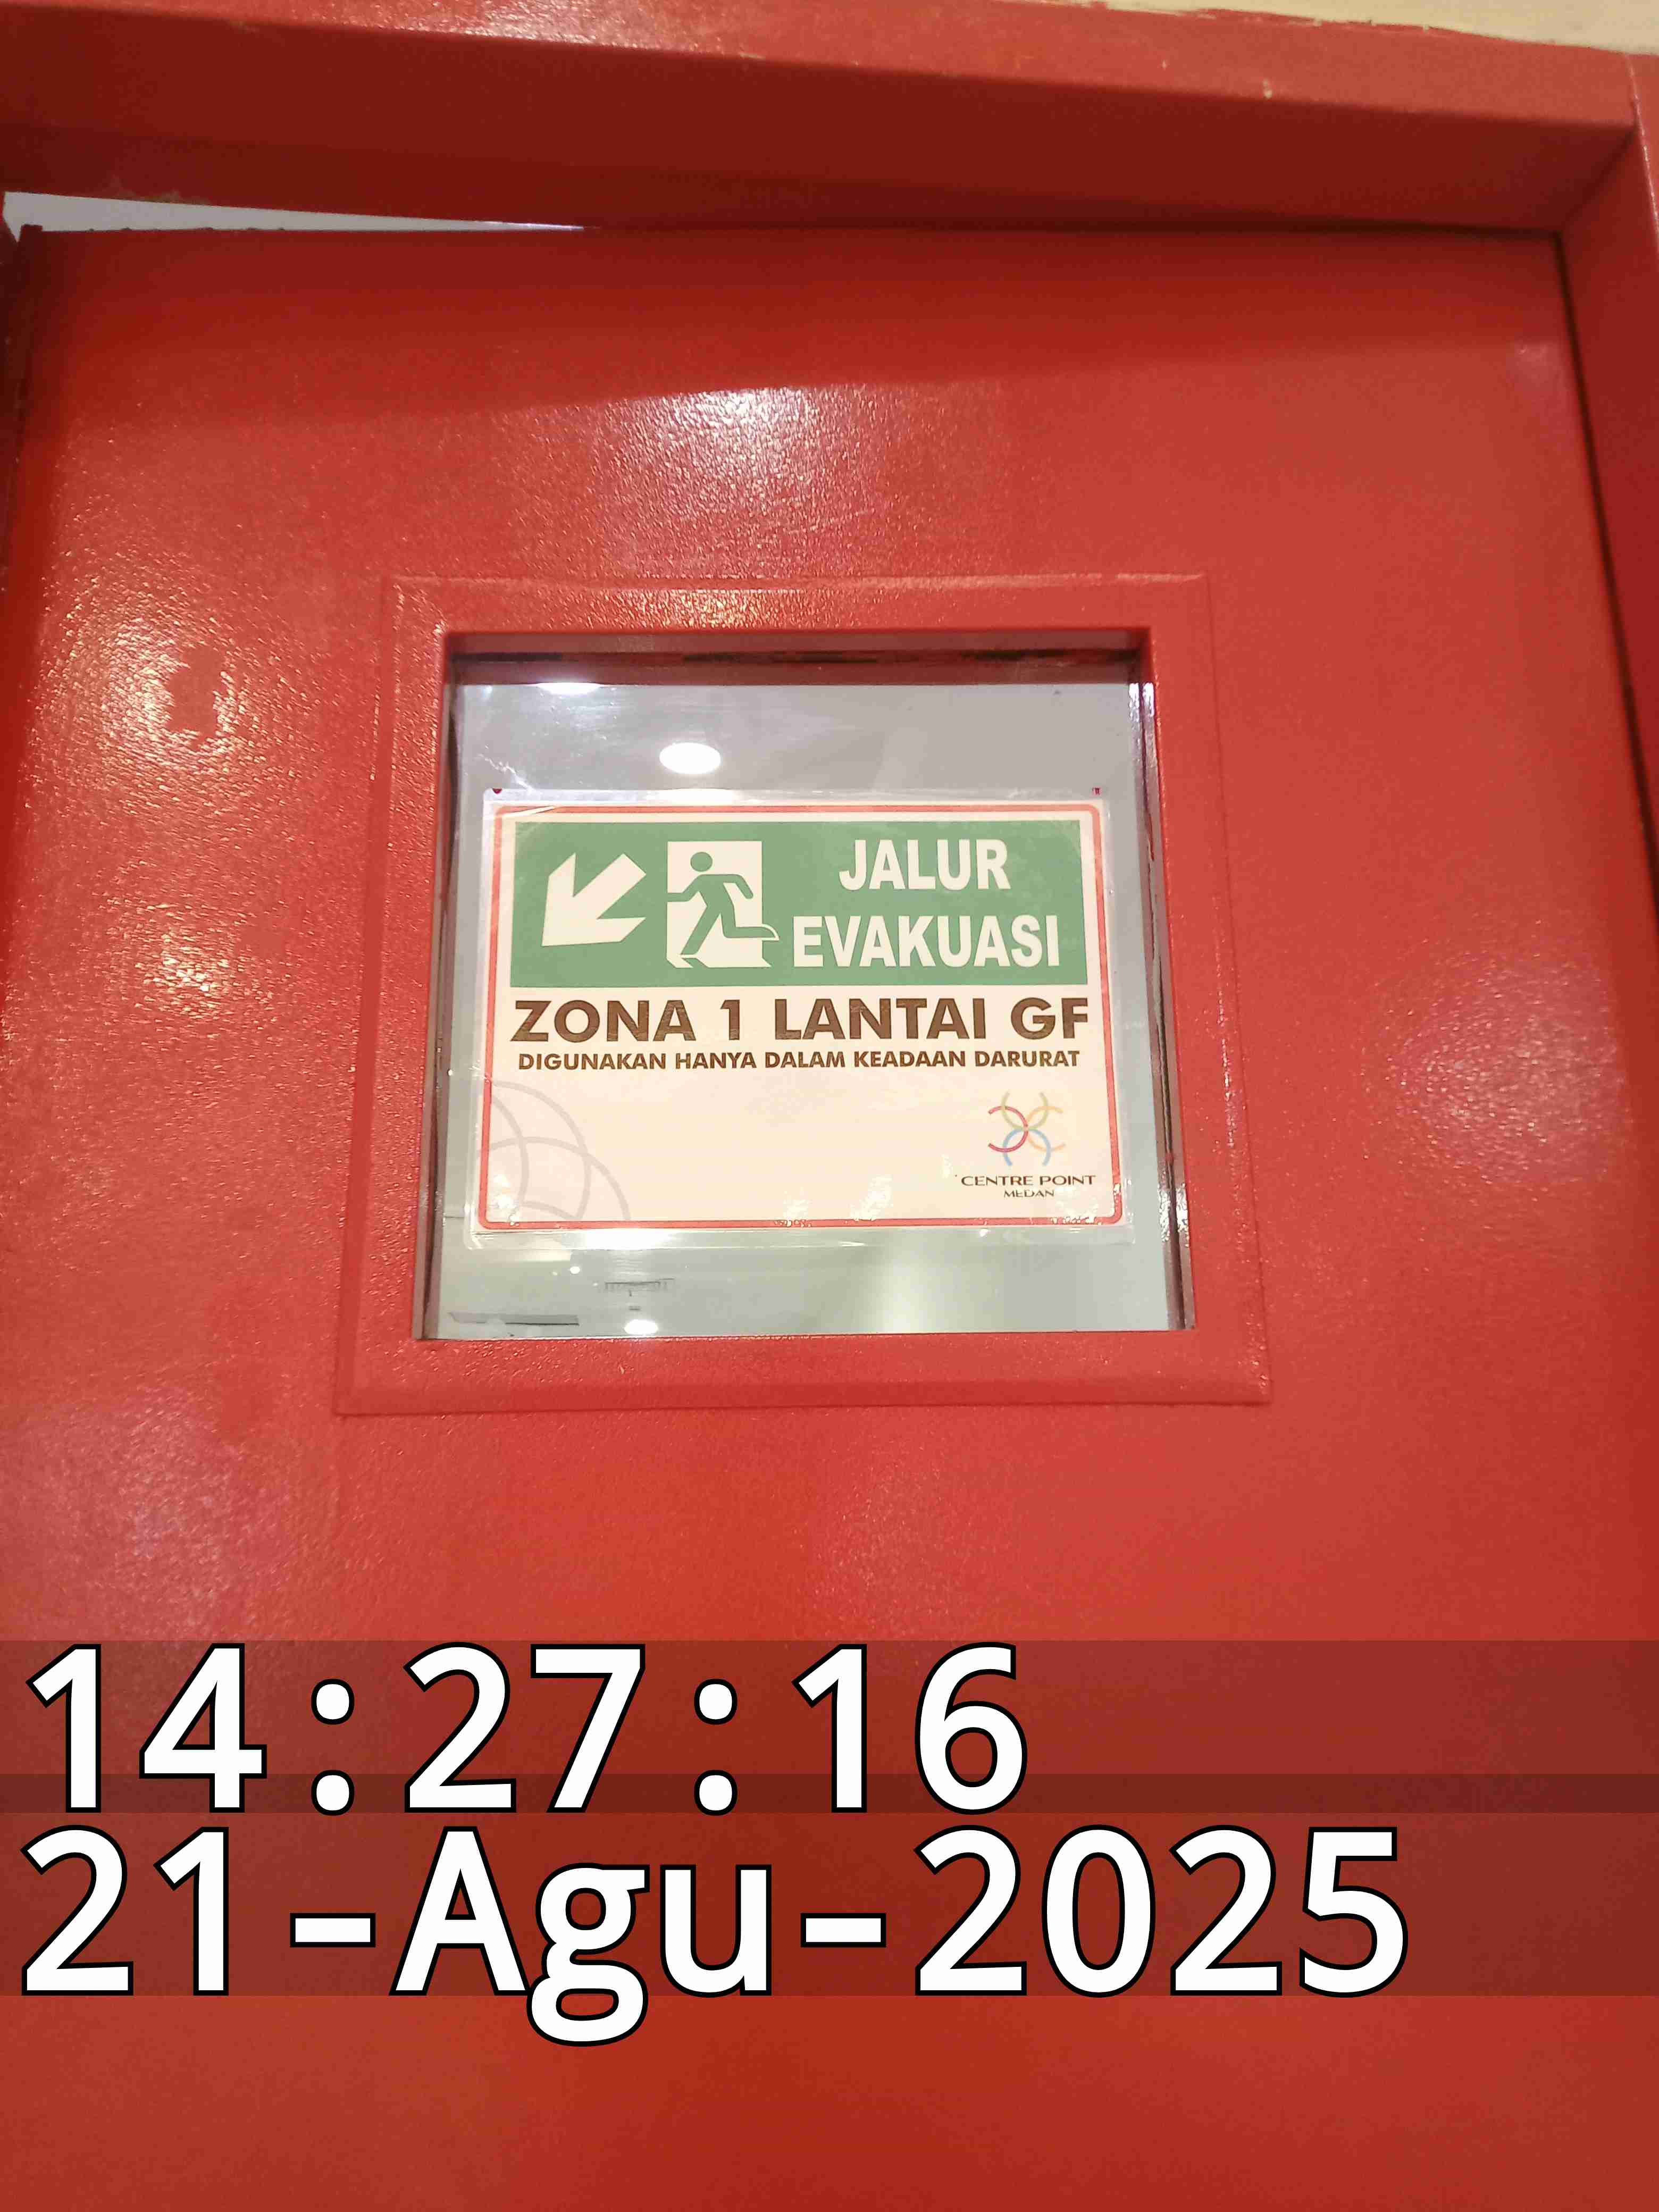 JALUR
EVAKUASI
ZONA 1 LANTAI GF
DIGUNAKAN HANYA DALAM KEADAAN DARURAT
CENTRE POINT
MEDAN
14:27:16
21-Agu-2025